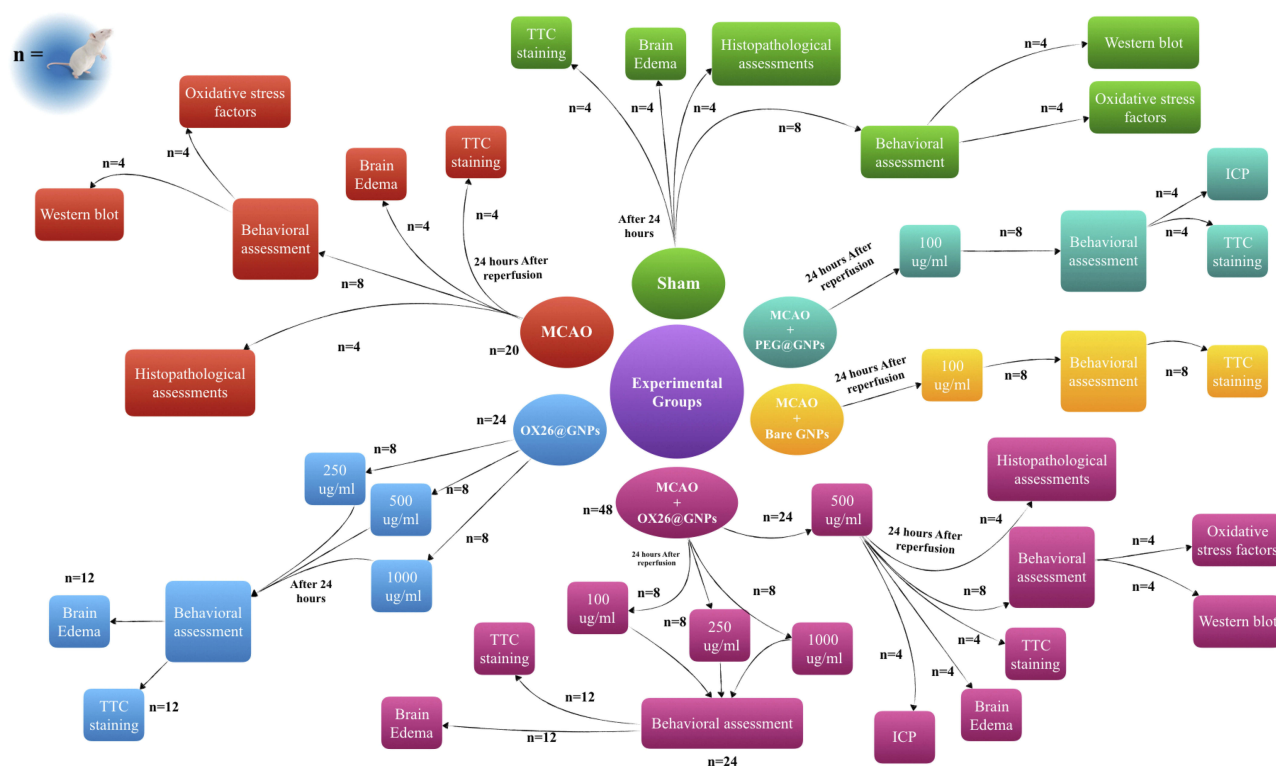 n =
TTC
staining
Brain
Edema
Histopathological
assessments
n=4
n=4
n=4
n=8
After 24
hours
Sham
Behavioral
assessment
n=4
Western blot
n=4
Oxidative stress
factors
Oxidative stress
factors
n=4
n=4
Western blot
Behavioral
assessment
Brain
Edema
TTC
staining
n=4
n=4
24 hours After
reperfusion
n=8
n=4
Histopathological
assessments
MCAO
n=20
MCAO
+
PEG@GNPs
24 hours After
reperfusion
100
ug/ml
n=8
Behavioral
assessment
n=4
n=4
ICP
TTC
staining
Experimental
Groups
MCAO
+
Bare GNPs
24 hours After
reperfusion
100
ug/ml
n=8
Behavioral
assessment
n=8
TTC
staining
OX26@GNPs
n=24
n=8
n=8
n=8
250
ug/ml
500
ug/ml
1000
ug/ml
After 24
hours
Behavioral
assessment
n=12
Brain
Edema
TTC
staining
n=12
MCAO
+
OX26@GNPs
n=48
n=24
24 hours After
reperfusion
n=8
n=8
n=8
100
ug/ml
250
ug/ml
1000
ug/ml
Behavioral assessment
n=24
n=12
n=12
TTC
staining
Brain
Edema
500
ug/ml
24 hours After
reperfusion
n=4
Histopathological
assessments
n=8
Behavioral
assessment
n=4
Oxidative
stress factors
n=4
Western blot
n=4
TTC
staining
n=4
Brain
Edema
n=4
ICP